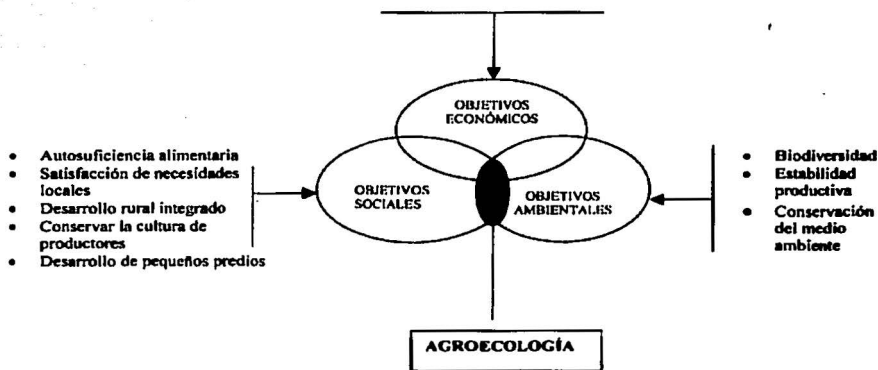 OBJETIVOS
ECONÓMICOS
• Autosuficiencia alimentaria
• Satisfacción de necesidades
locales
• Desarrollo rural integrado
• Conservar la cultura de
productores
• Desarrollo de pequeños predios
OBJETIVOS
SOCIALES
OBJETIVOS
AMBIENTALES
• Biodiversidad
• Estabilidad
productiva
• Conservación
del medio
ambiente
AGROECOLOGÍA